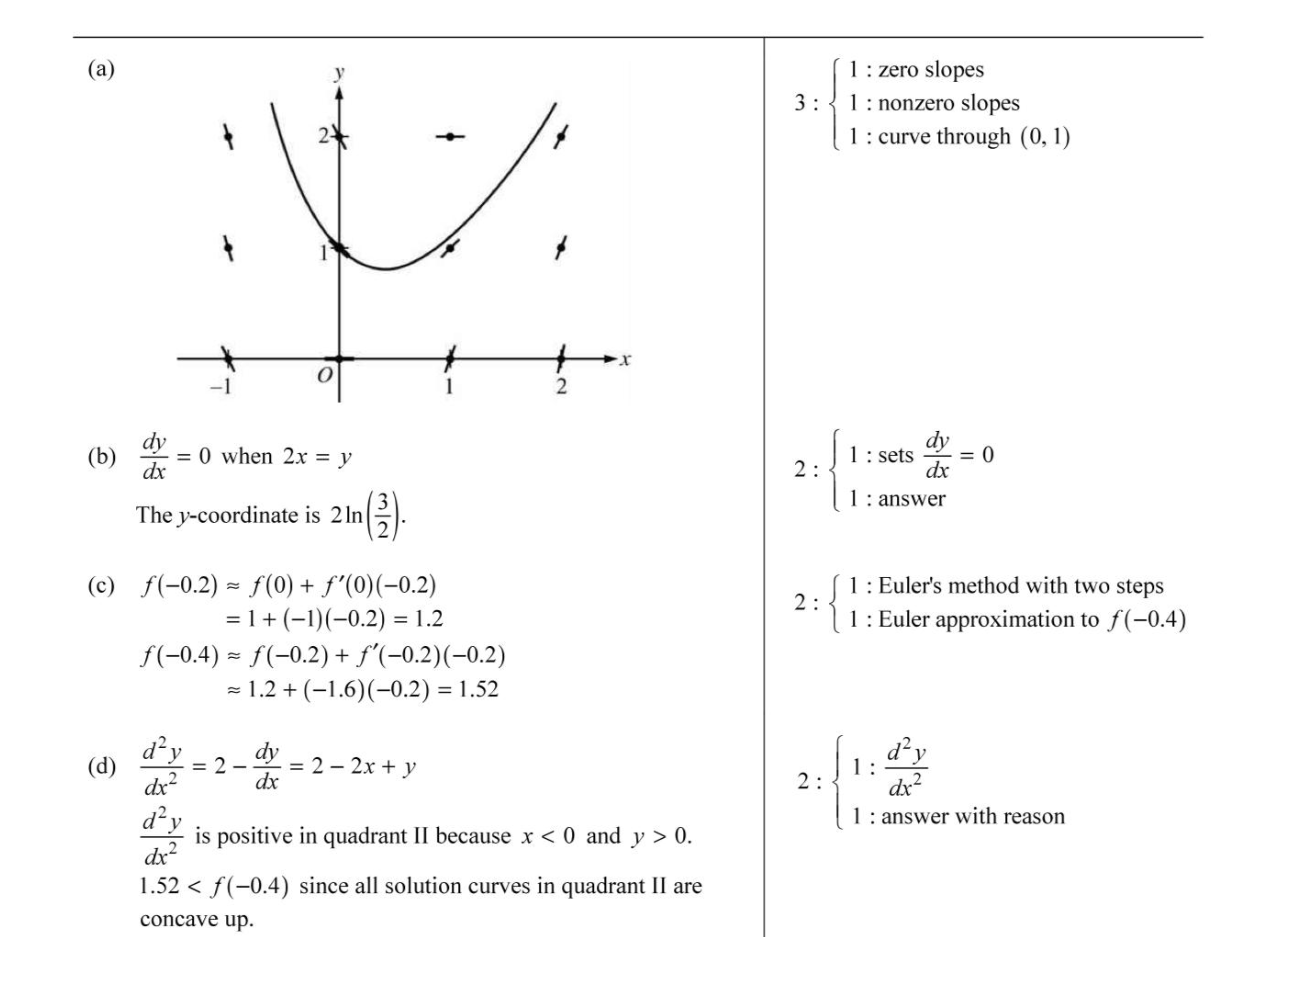 (a)
y
2
1
O
x
−1
1
2
3 : { 1 : zero slopes
1 : nonzero slopes
1 : curve through (0, 1)
(b) dy/dx = 0 when 2x = y
The y-coordinate is 2 ln(3/2).
2 : { 1 : sets dy/dx = 0
1 : answer
(c) f(−0.2) ≈ f(0) + f′(0)(−0.2)
= 1 + (−1)(−0.2) = 1.2
f(−0.4) ≈ f(−0.2) + f′(−0.2)(−0.2)
≈ 1.2 + (−1.6)(−0.2) = 1.52
2 : { 1 : Euler's method with two steps
1 : Euler approximation to f(−0.4)
(d) d²y/dx² = 2 − dy/dx = 2 − 2x + y
d²y/dx² is positive in quadrant II because x < 0 and y > 0.
1.52 < f(−0.4) since all solution curves in quadrant II are
concave up.
2 : { 1 : d²y/dx²
1 : answer with reason